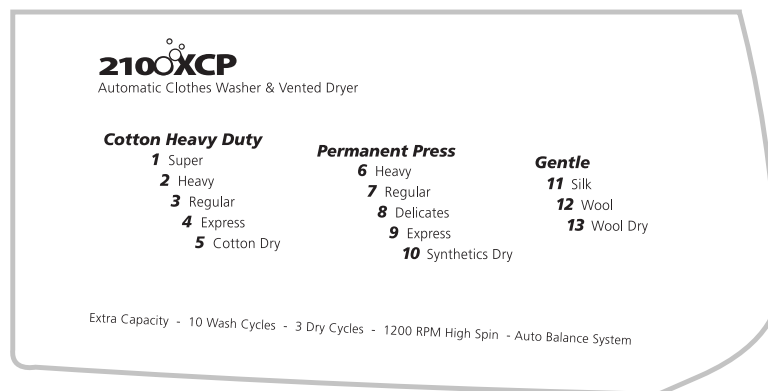 2100XCP
Automatic Clothes Washer & Vented Dryer
Cotton Heavy Duty
1 Super
2 Heavy
3 Regular
4 Express
5 Cotton Dry
Permanent Press
6 Heavy
7 Regular
8 Delicates
9 Express
10 Synthetics Dry
Gentle
11 Silk
12 Wool
13 Wool Dry
Extra Capacity - 10 Wash Cycles - 3 Dry Cycles - 1200 RPM High Spin - Auto Balance System